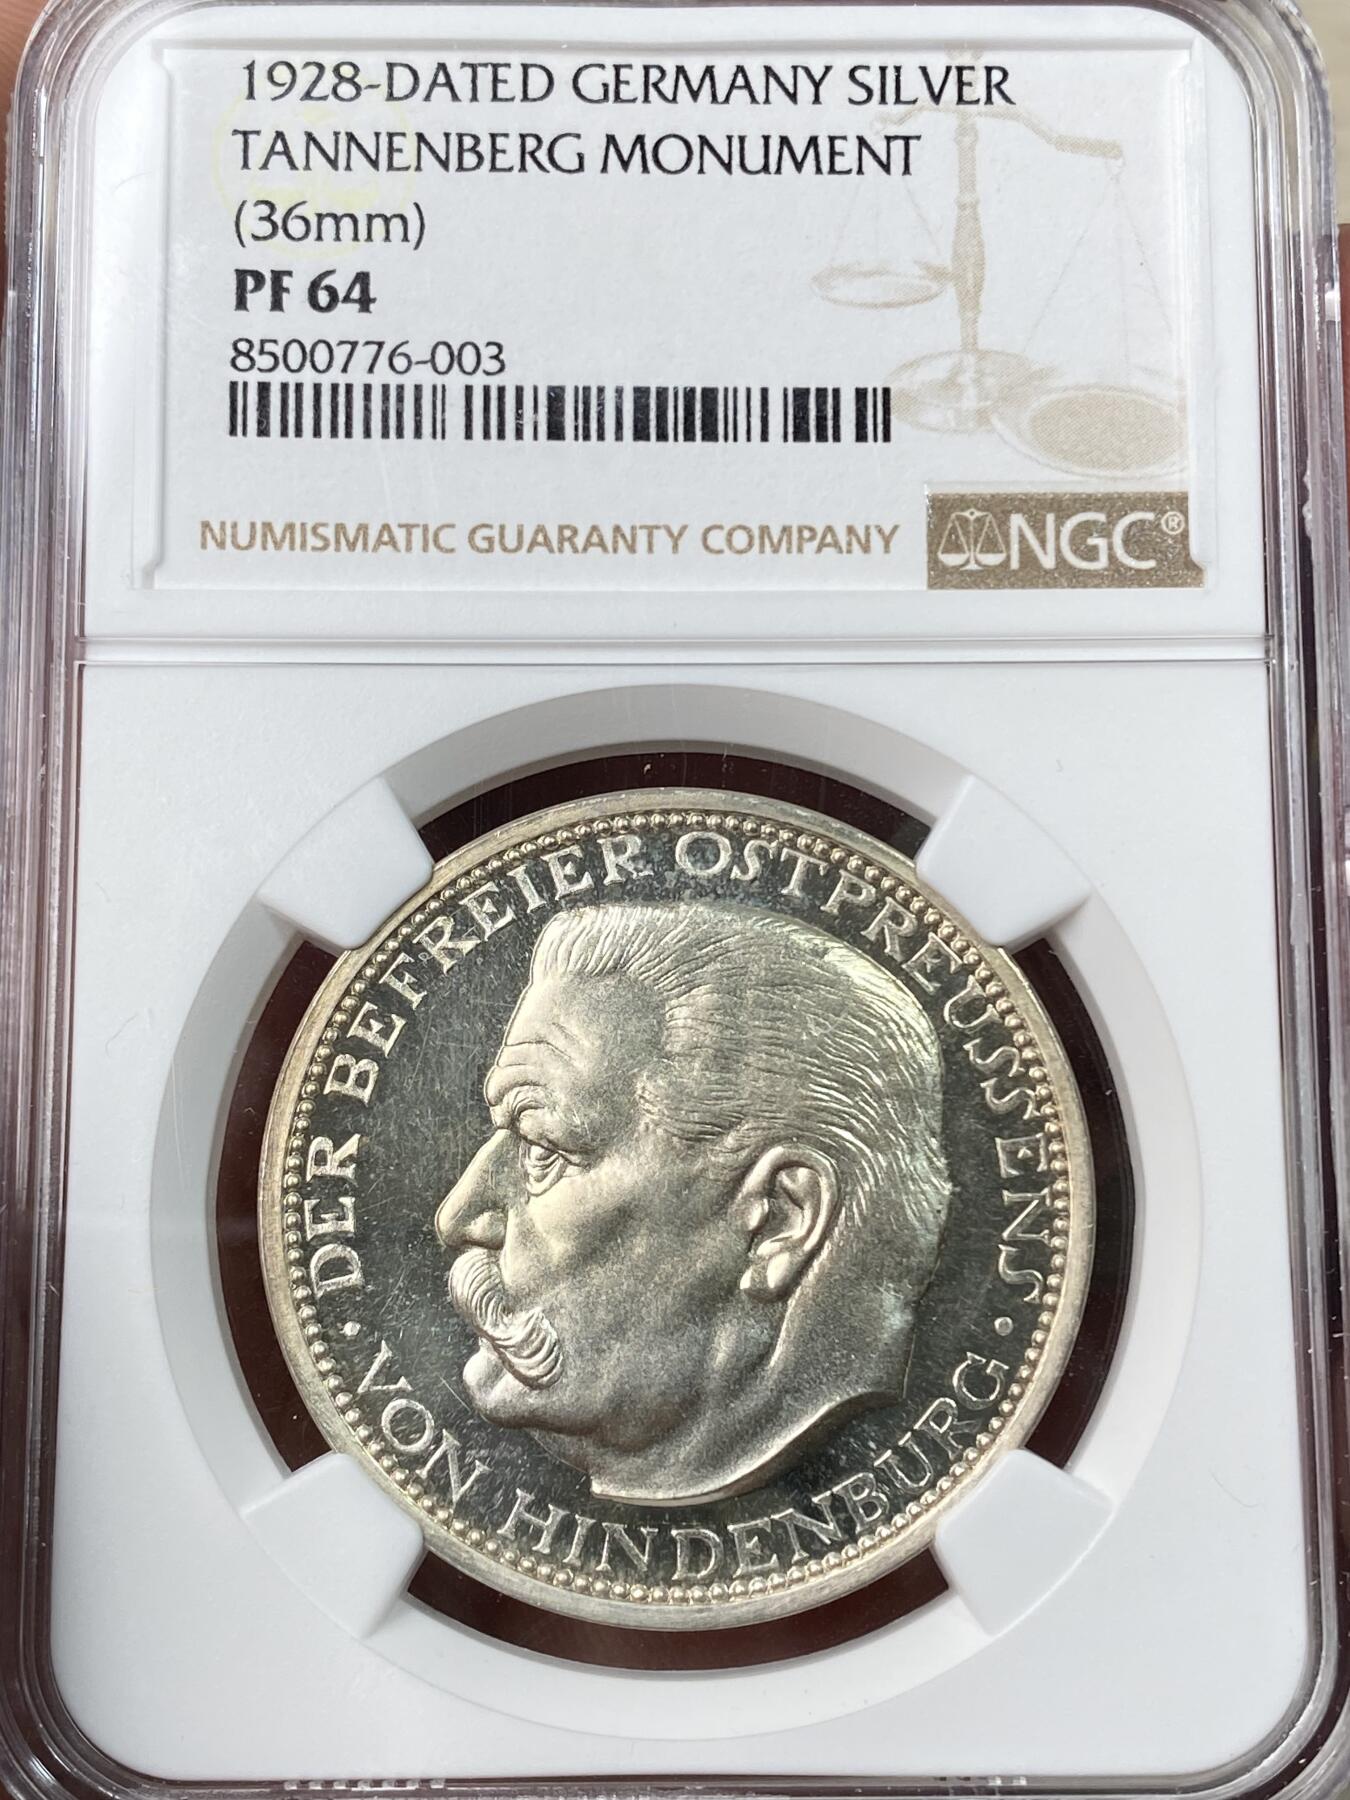 1928-DATED GERMANY SILVER
TANNENBERG MONUMENT
(36mm)
PF 64
8500776-003
NUMISMATIC GUARANTY COMPANY
NGC®
· DER BEFREIER OSTPREUSSENS ·
VON HINDENBURG